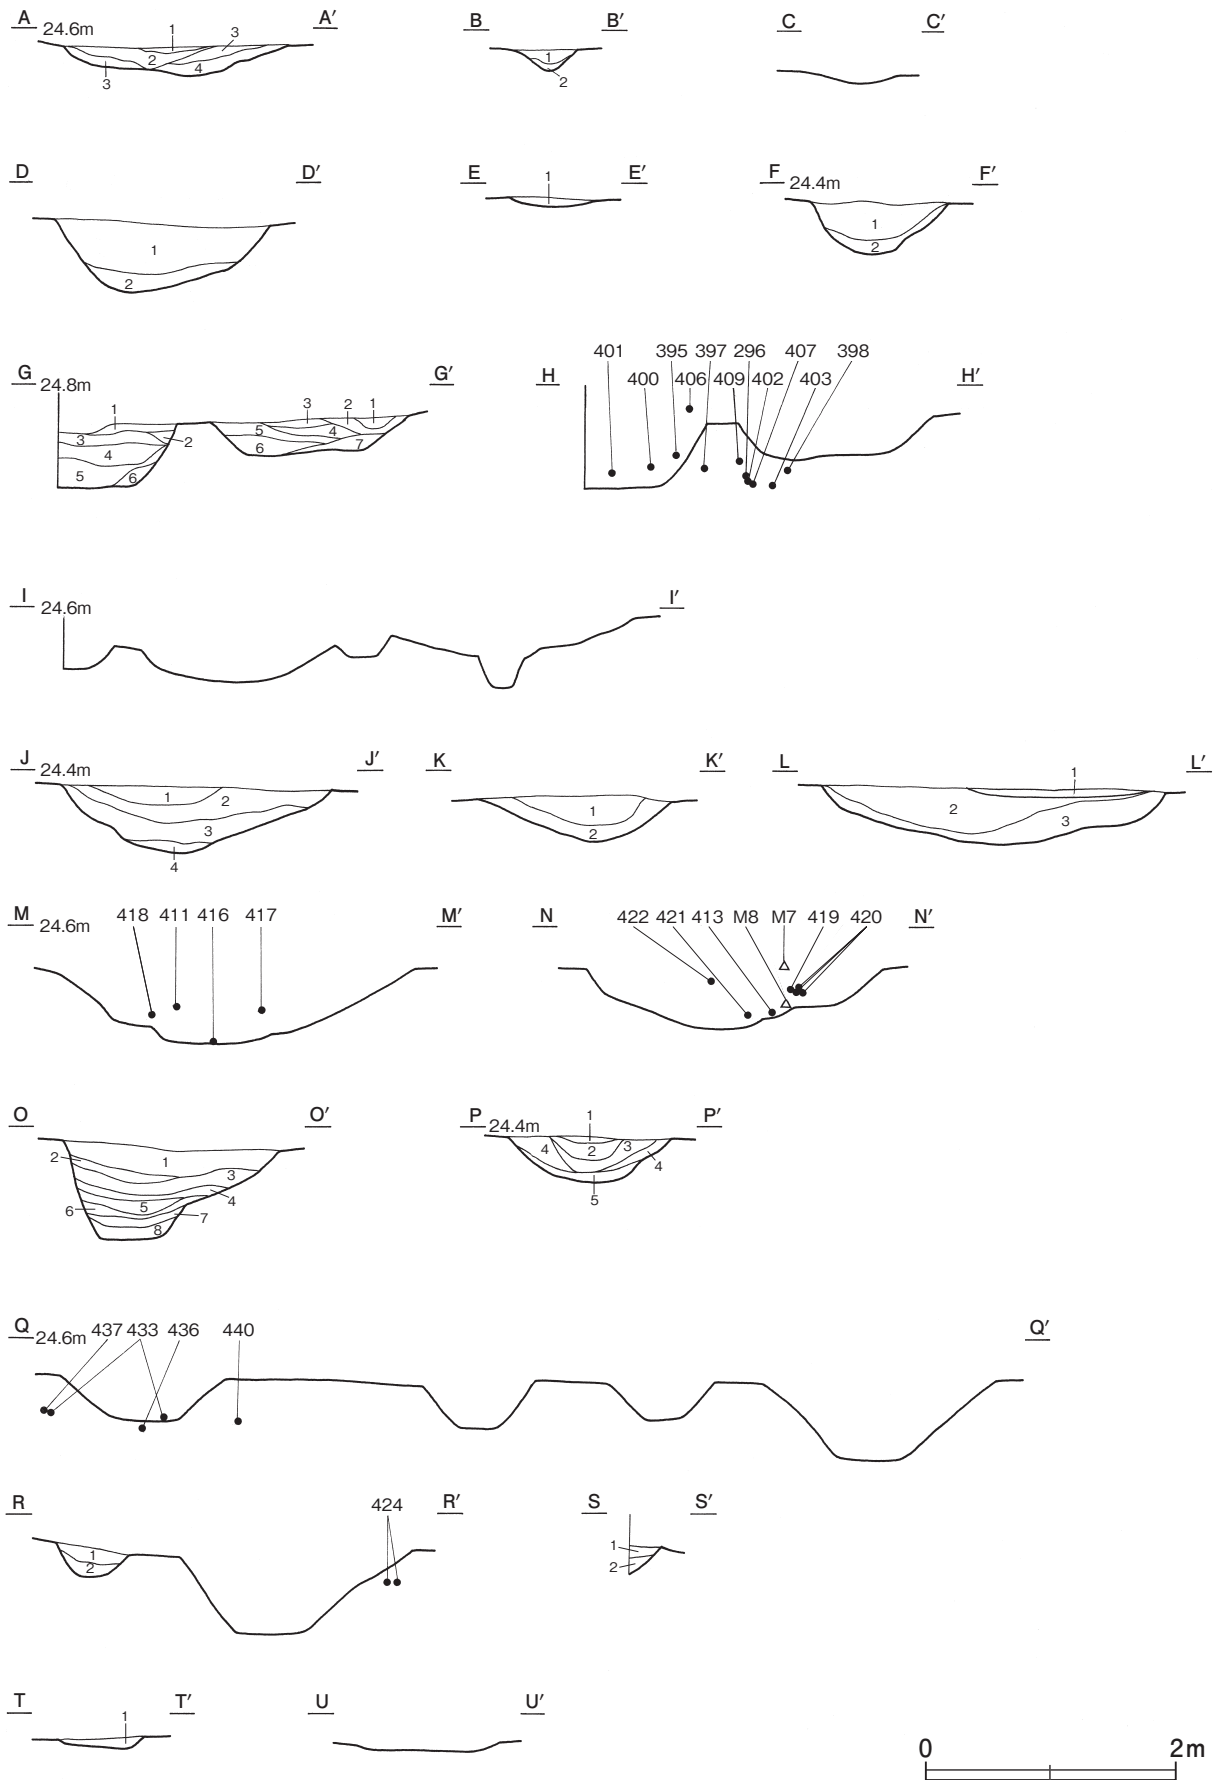 A 24.6m A′ B B′ C C′
1 3 2 4 3
1 2
D D′ E E′ F 24.4m F′
1 2
1
1 2
G 24.8m G′ H H′
1 3 2 1
3 2 5 4
4 6 7
5 6
401 395 397 296 407 398
400 406 409 402 403
I 24.6m I′
J 24.4m J′ K K′ L L′
1 2 3 4
1 2
1 2 3
M 24.6m 418 411 416 417 M′
N 422 421 413 M8 M7 419 420 N′
O O′ P 24.4m P′
2 1 3 5 4 6 7 8
1 4 2 3 4 5
Q 24.6m 437 433 436 440 Q′
R 424 R′ S S′
1 2
1 2
T T′ U U′
1
0 2m